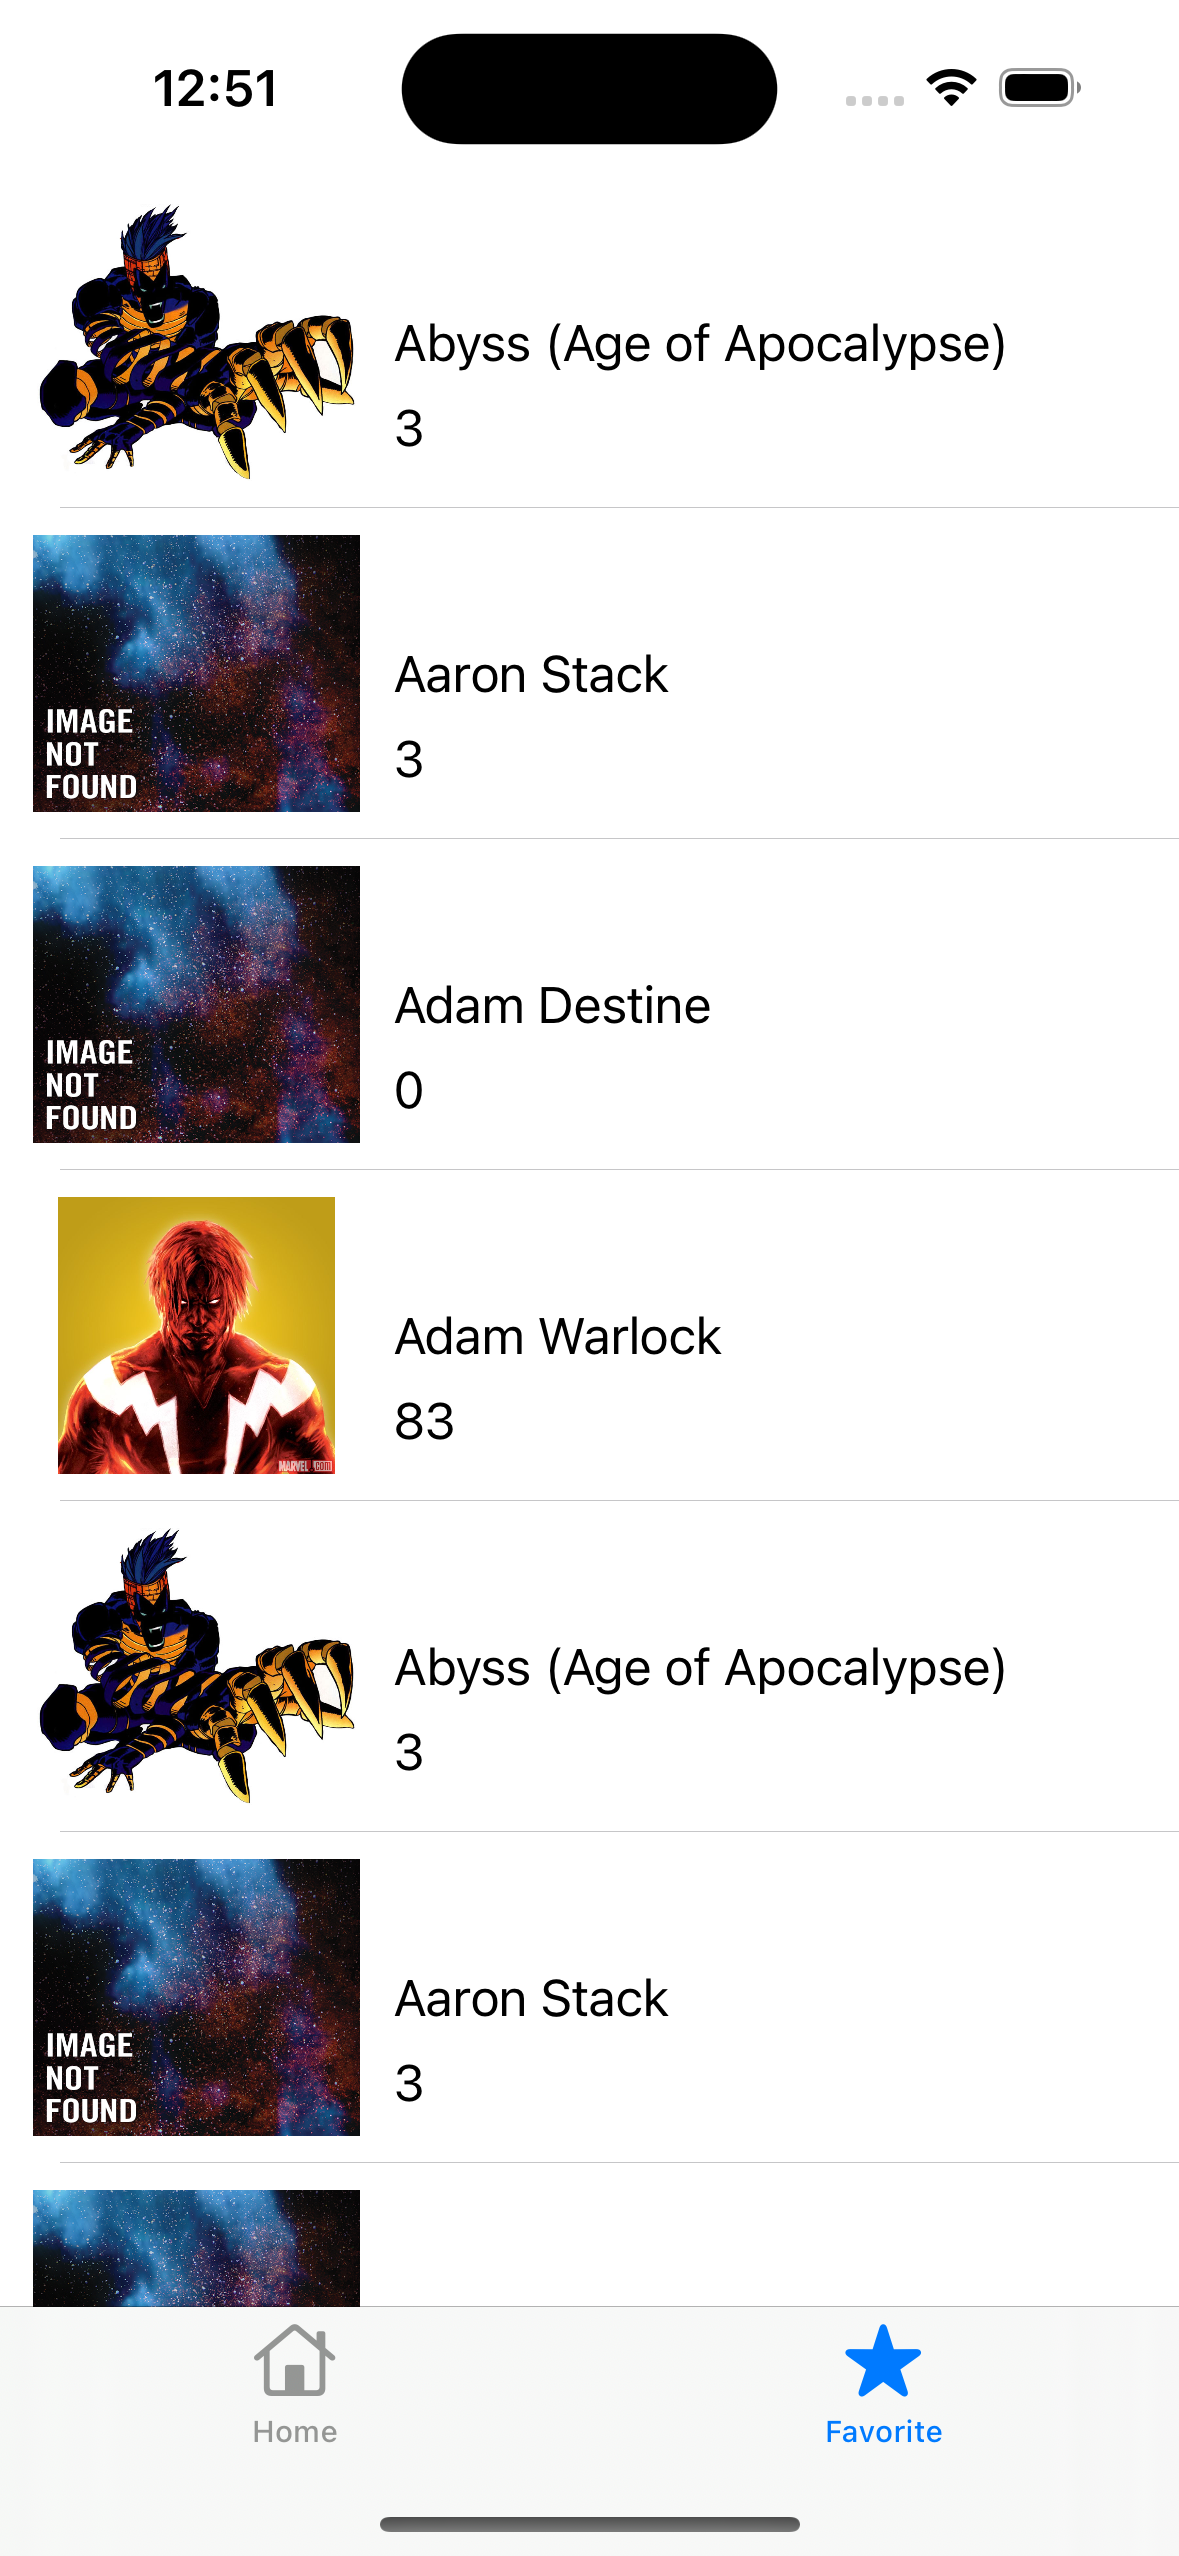 12:51
Abyss (Age of Apocalypse)
3
IMAGE
NOT
FOUND
Aaron Stack
3
IMAGE
NOT
FOUND
Adam Destine
0
MARVEL.com
Adam Warlock
83
Abyss (Age of Apocalypse)
3
IMAGE
NOT
FOUND
Aaron Stack
3
Home
Favorite